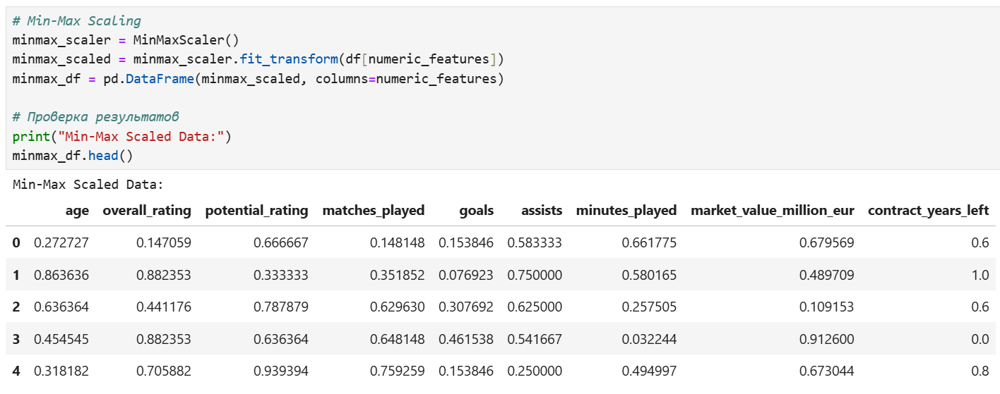 # Min-Max Scaling
minmax_scaler = MinMaxScaler()
minmax_scaled = minmax_scaler.fit_transform(df[numeric_features])
minmax_df = pd.DataFrame(minmax_scaled, columns=numeric_features)
# Проверка результатов
print("Min-Max Scaled Data:")
minmax_df.head()
Min-Max Scaled Data:
age overall_rating potential_rating matches_played goals assists minutes_played market_value_million_eur contract_years_left
0 0.272727 0.147059 0.666667 0.148148 0.153846 0.583333 0.661775 0.679569 0.6
1 0.863636 0.882353 0.333333 0.351852 0.076923 0.750000 0.580165 0.489709 1.0
2 0.636364 0.441176 0.787879 0.629630 0.307692 0.625000 0.257505 0.109153 0.6
3 0.454545 0.882353 0.636364 0.648148 0.461538 0.541667 0.032244 0.912600 0.0
4 0.318182 0.705882 0.939394 0.759259 0.153846 0.250000 0.494997 0.673044 0.8